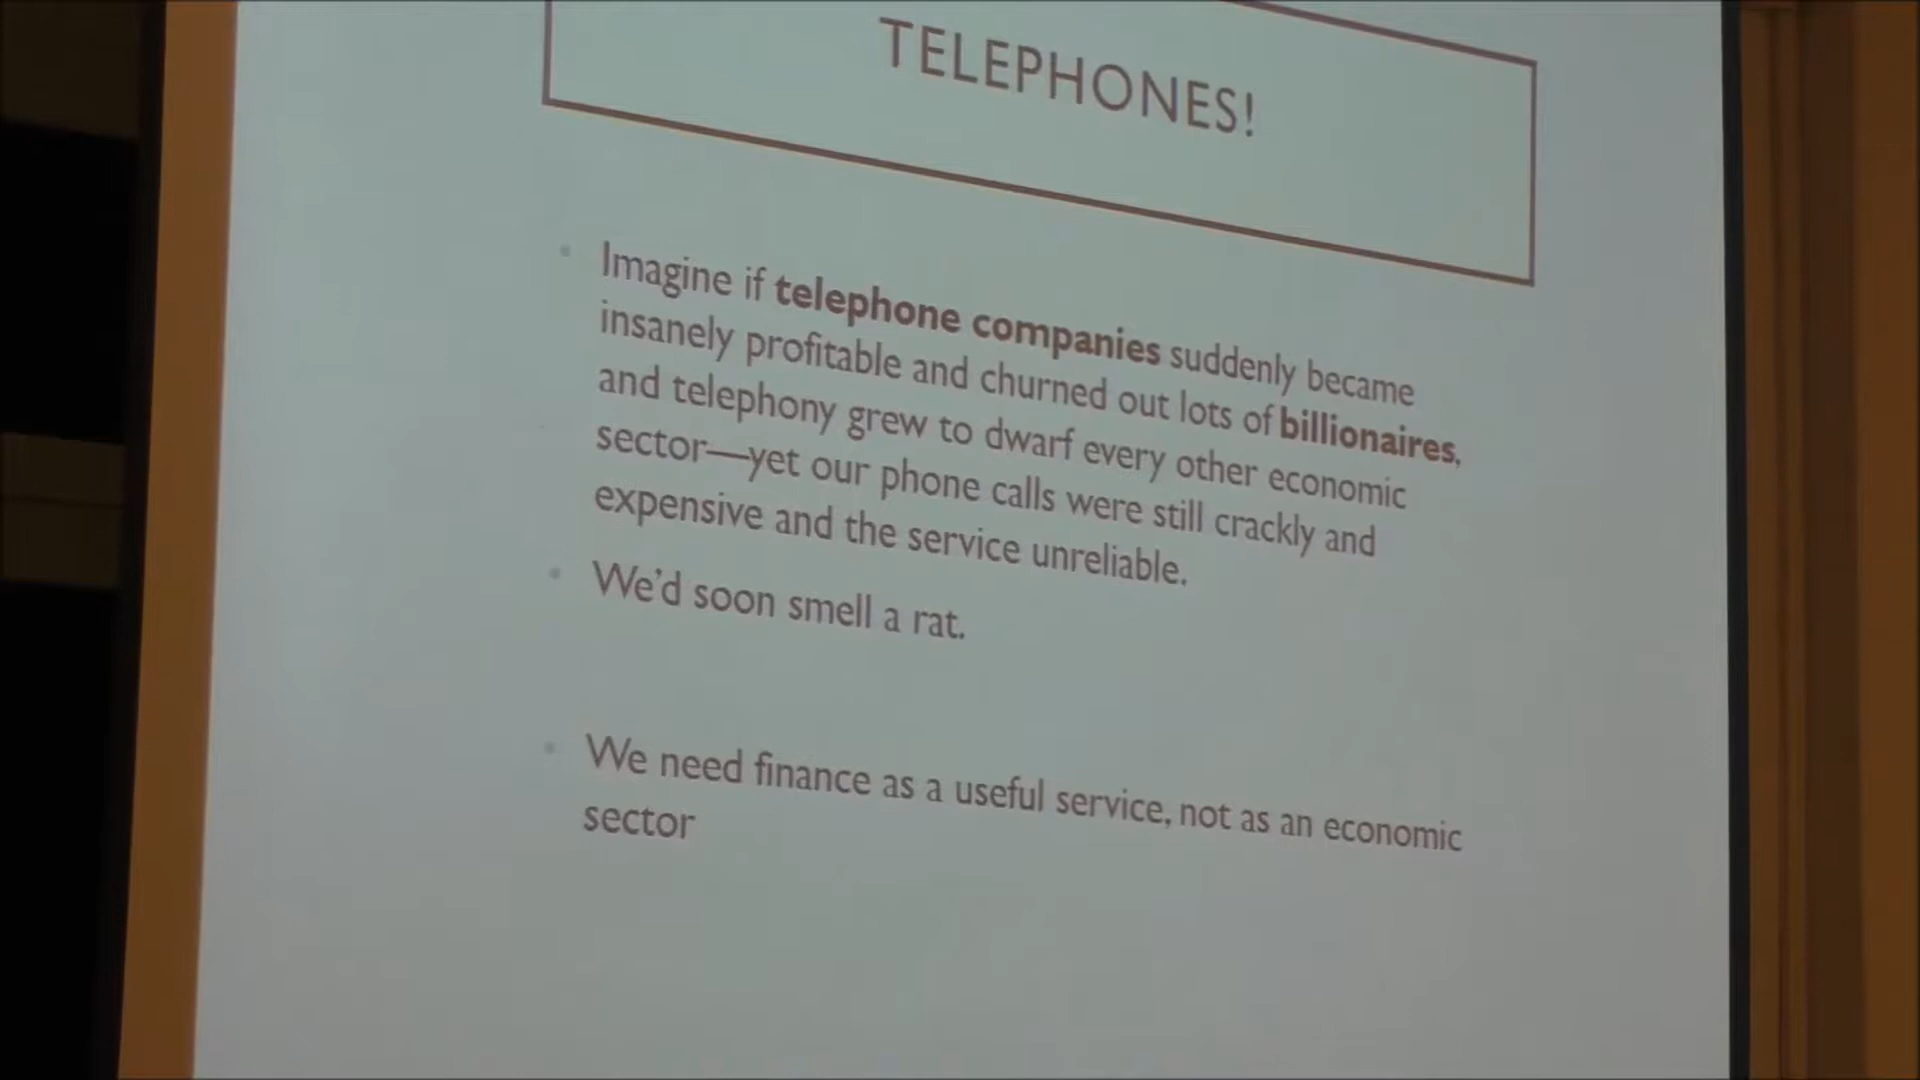 TELEPHONES!
Imagine if telephone companies suddenly became
insanely profitable and churned out lots of billionaires,
and telephony grew to dwarf every other economic
sector—yet our phone calls were still crackly and
expensive and the service unreliable.
We'd soon smell a rat.
We need finance as a useful service, not as an economic
sector